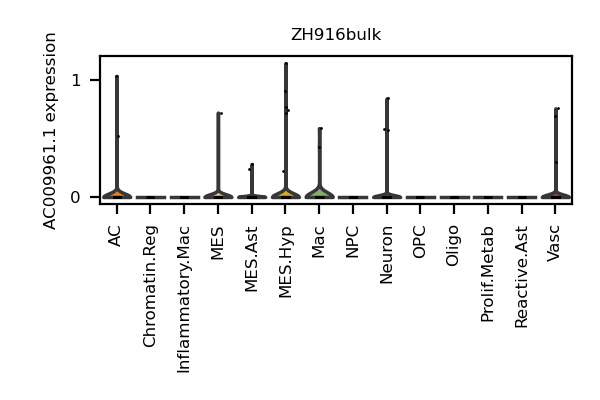 ZH916bulk
AC009961.1 expression
1
0
AC
Chromatin.Reg
Inflammatory.Mac
MES
MES.Ast
MES.Hyp
Mac
NPC
Neuron
OPC
Oligo
Prolif.Metab
Reactive.Ast
Vasc